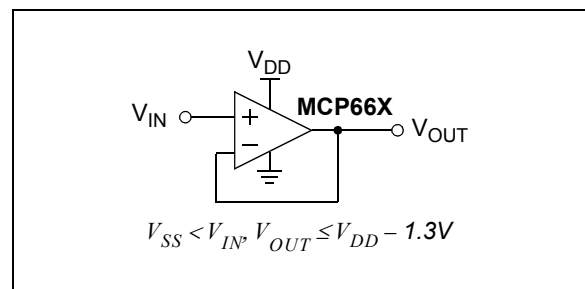 V_DD
MCP66X
V_IN
+
V_OUT
−
V_SS < V_IN, V_OUT ≤ V_DD − 1.3V